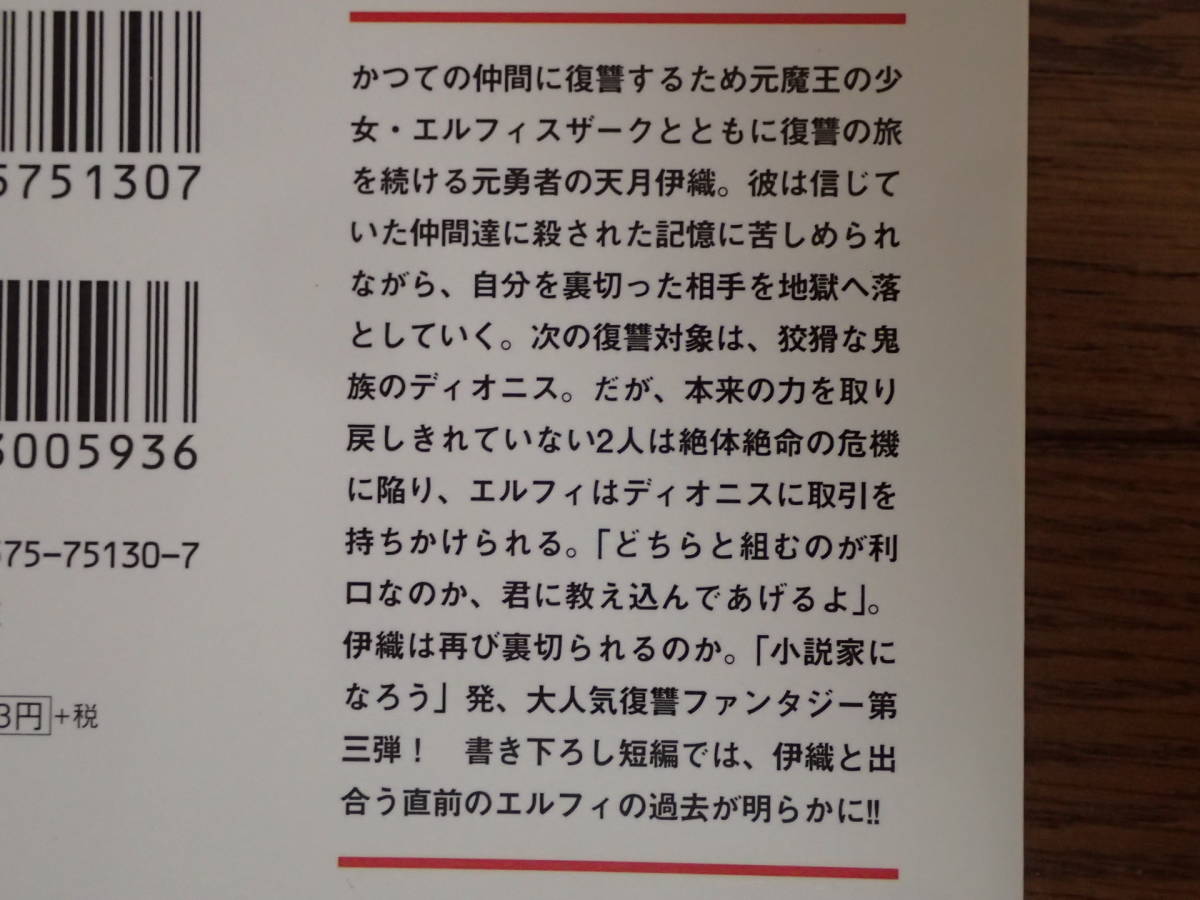 5751307
3005936
575-75130-7
3円+税
かつての仲間に復讐するため元魔王の少
女・エルフィスザークとともに復讐の旅
を続ける元勇者の天月伊織。彼は信じて
いた仲間達に殺された記憶に苦しめられ
ながら、自分を裏切った相手を地獄へ落
としていく。次の復讐対象は、狡猾な鬼
族のディオニス。だが、本来の力を取り
戻しきれていない2人は絶体絶命の危機
に陥り、エルフィはディオニスに取引を
持ちかけられる。「どちらと組むのが利
口なのか、君に教え込んであげるよ」。
伊織は再び裏切られるのか。「小説家に
なろう」発、大人気復讐ファンタジー第
三弾！　書き下ろし短編では、伊織と出
合う直前のエルフィの過去が明らかに!!